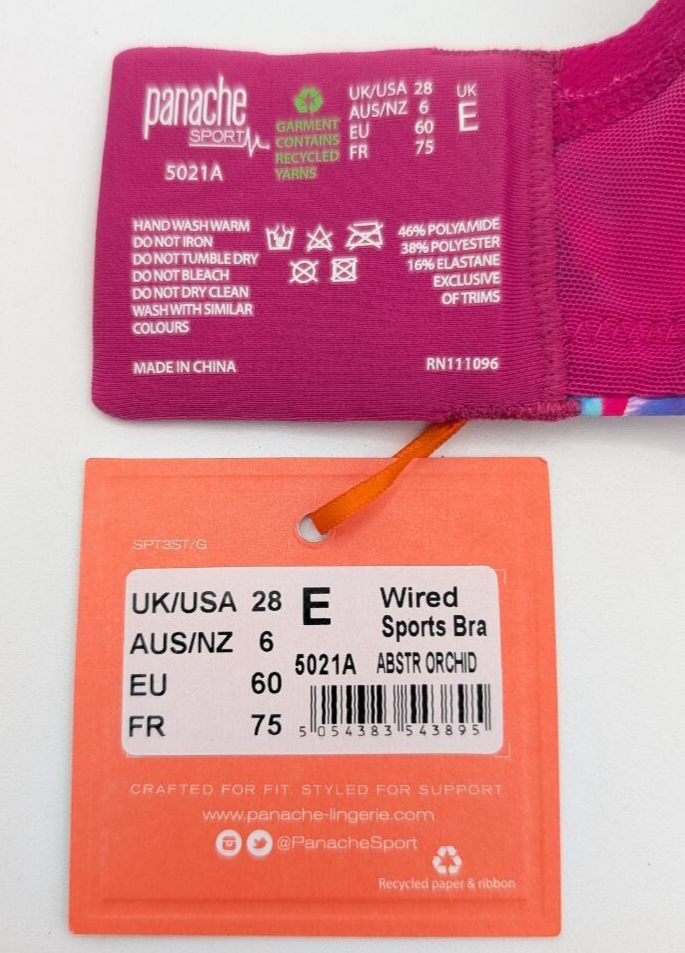 panache
SPORT
5021A
GARMENT
CONTAINS
RECYCLED
YARNS
UK/USA 28
AUS/NZ 6
EU 60
FR 75
UK
E
HAND WASH WARM
DO NOT IRON
DO NOT TUMBLE DRY
DO NOT BLEACH
DO NOT DRY CLEAN
WASH WITH SIMILAR
COLOURS
46% POLYAMIDE
38% POLYESTER
16% ELASTANE
EXCLUSIVE
OF TRIMS
MADE IN CHINA
RN111096
SPT3ST/G
UK/USA 28
AUS/NZ 6
EU 60
FR 75
E
Wired
Sports Bra
5021A ABSTR ORCHID
5 054383 543895
CRAFTED FOR FIT. STYLED FOR SUPPORT
www.panache-lingerie.com
@PanacheSport
Recycled paper & ribbon